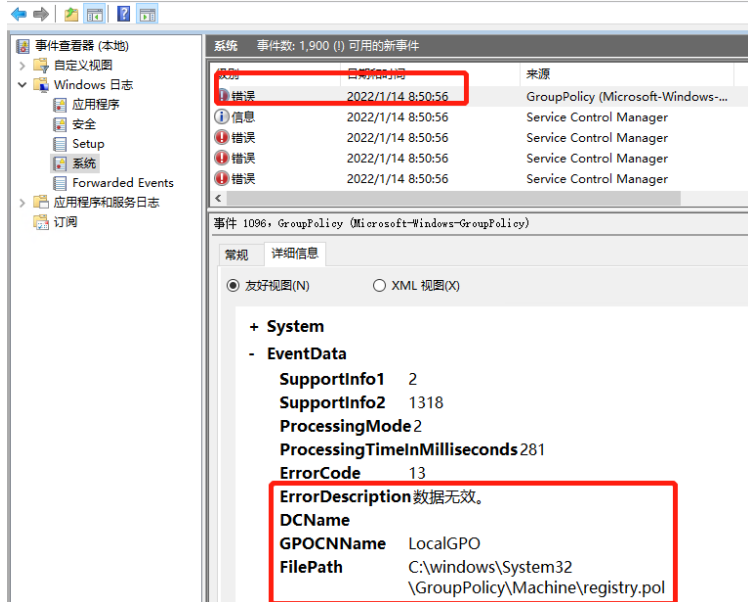 事件查看器 (本地)
自定义视图
Windows 日志
应用程序
安全
Setup
系统
Forwarded Events
应用程序和服务日志
订阅
系统 事件数: 1,900 (!) 可用的新事件
级别 日期和时间 来源
错误 2022/1/14 8:50:56 GroupPolicy (Microsoft-Windows-...
信息 2022/1/14 8:50:56 Service Control Manager
错误 2022/1/14 8:50:56 Service Control Manager
错误 2022/1/14 8:50:56 Service Control Manager
错误 2022/1/14 8:50:56 Service Control Manager
事件 1096, GroupPolicy (Microsoft-Windows-GroupPolicy)
常规 详细信息
友好视图(N) XML 视图(X)
+ System
- EventData
SupportInfo1 2
SupportInfo2 1318
ProcessingMode 2
ProcessingTimeInMilliseconds 281
ErrorCode 13
ErrorDescription 数据无效。
DCName
GPOCNName LocalGPO
FilePath C:\windows\System32
\GroupPolicy\Machine\registry.pol